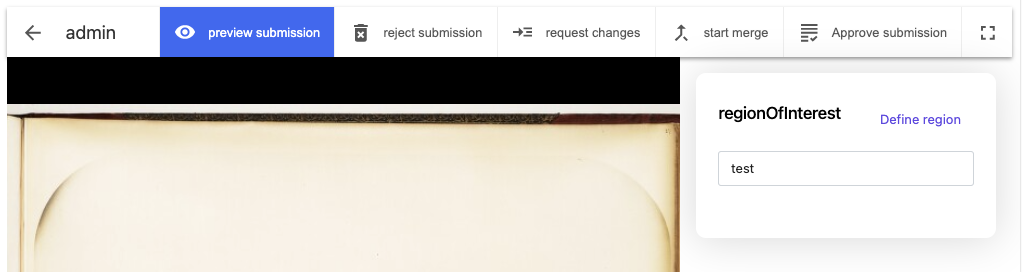 admin
preview submission
reject submission
request changes
start merge
Approve submission
regionOfInterest
Define region
test